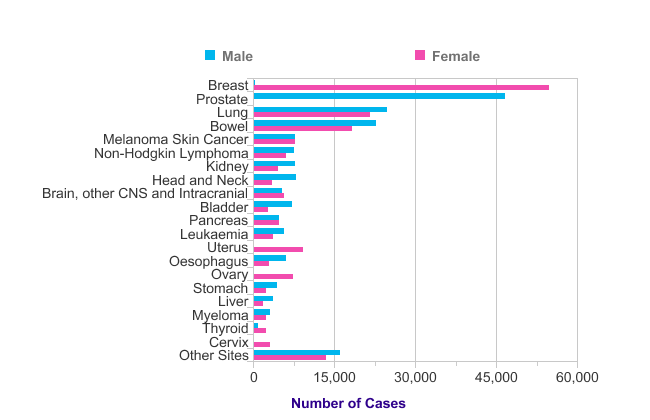 Male Female
Breast
Prostate
Lung
Bowel
Melanoma Skin Cancer
Non-Hodgkin Lymphoma
Kidney
Head and Neck
Brain, other CNS and Intracranial
Bladder
Pancreas
Leukaemia
Uterus
Oesophagus
Ovary
Stomach
Liver
Myeloma
Thyroid
Cervix
Other Sites
0 15,000 30,000 45,000 60,000
Number of Cases